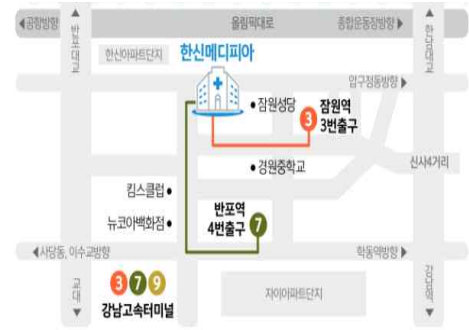 ◀공항방향
올림픽대로
종합운동장방향▶
▲
반포대교
▲
한남대교
한신아파트단지
한신메디피아
압구정동방향▶
•잠원성당
3
잠원역
3번출구
•경원중학교
신사4거리
킴스클럽•
뉴코아백화점•
반포역
4번출구
7
◀사당동, 이수교방향
학동역방향▶
교대
▼
3 7 9
강남고속터미널
자이아파트단지
강남역
▼